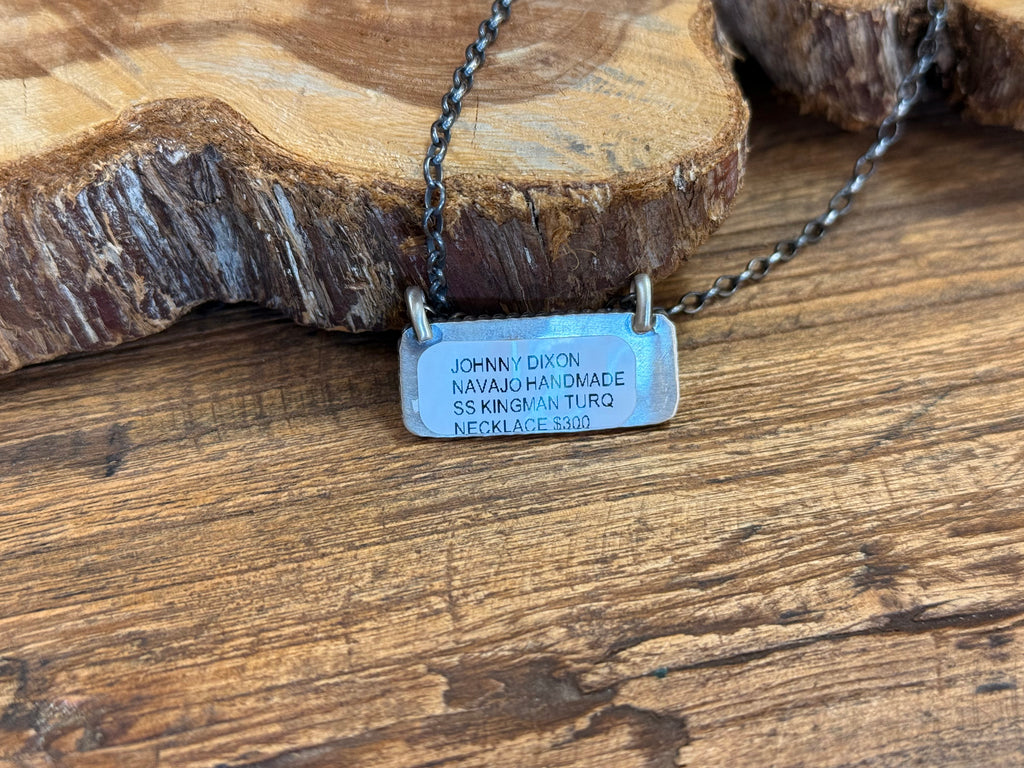 JOHNNY DIXON
NAVAJO HANDMADE
SS KINGMAN TURQ
NECKLACE $300